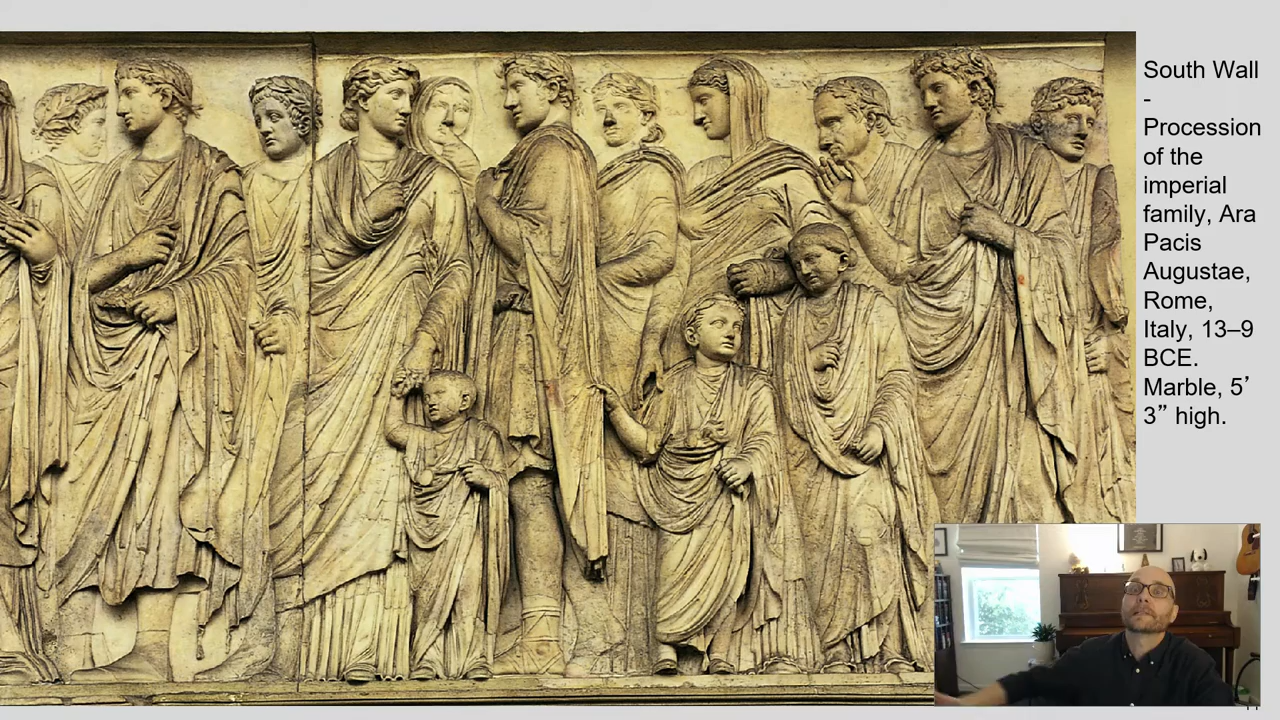 South Wall
-
Procession
of the
imperial
family, Ara
Pacis
Augustae,
Rome,
Italy, 13–9
BCE.
Marble, 5’
3” high.